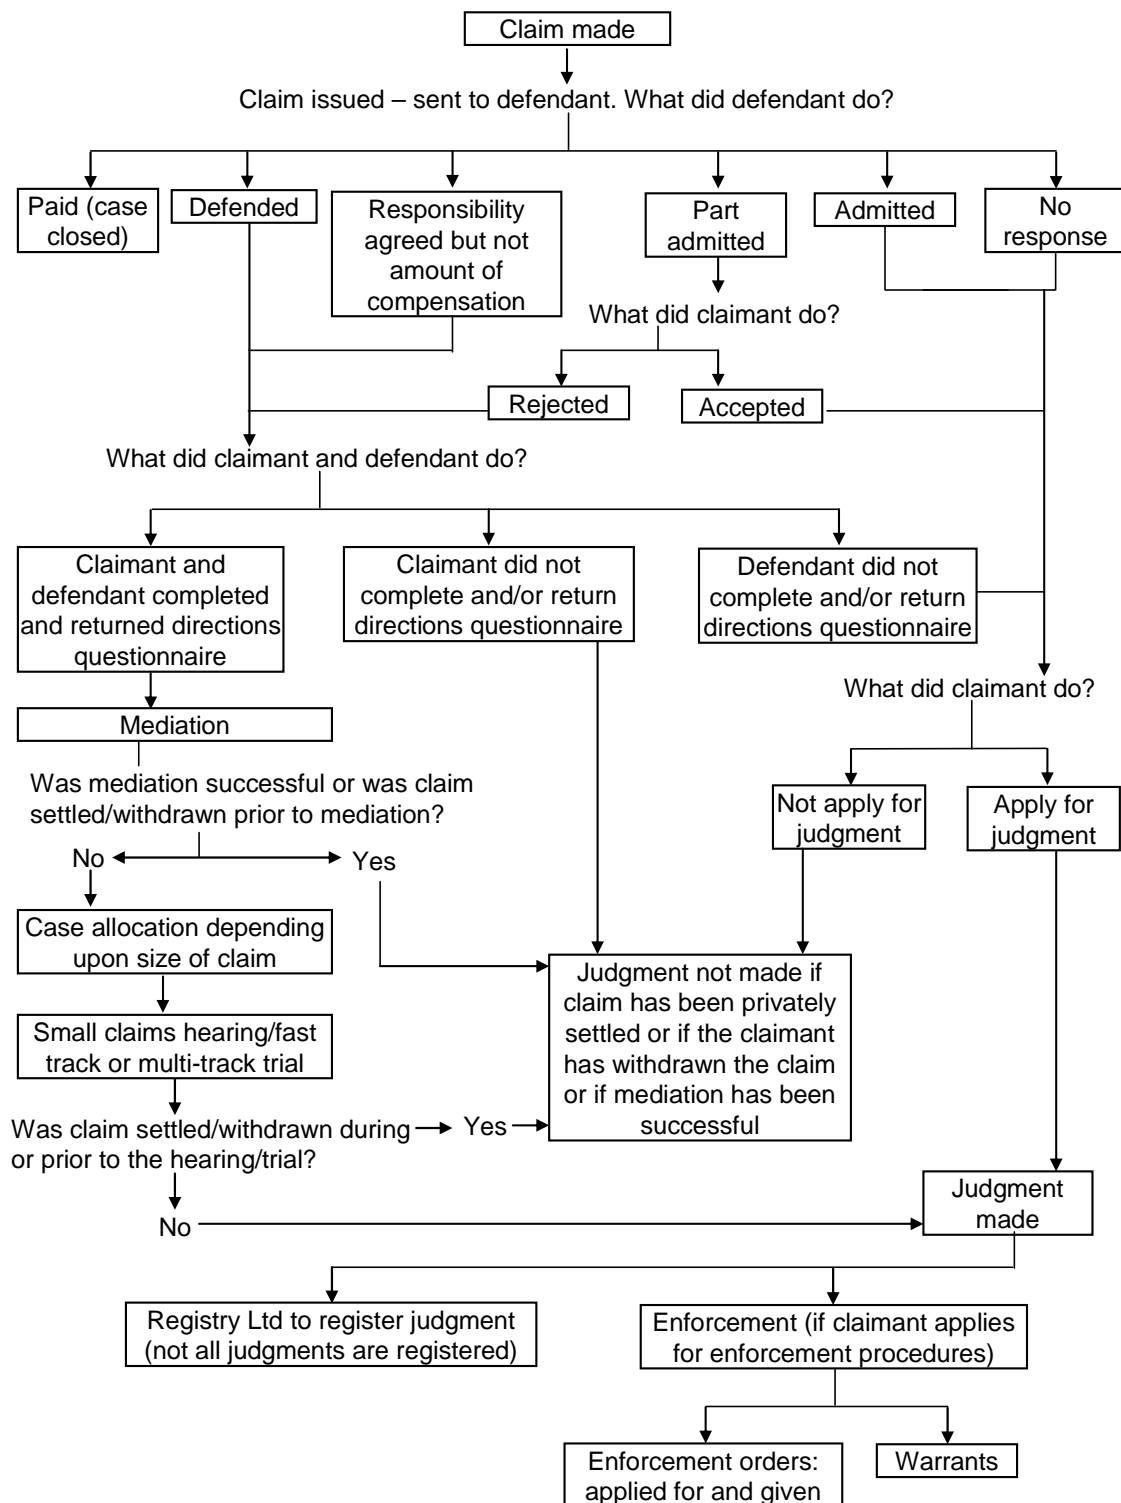 Claim made
Claim issued – sent to defendant. What did defendant do?
Paid (case
closed)
Defended
Responsibility
agreed but not
amount of
compensation
Part
admitted
Admitted
No
response
What did claimant do?
Rejected
Accepted
What did claimant and defendant do?
Claimant and
defendant completed
and returned directions
questionnaire
Claimant did not
complete and/or return
directions questionnaire
Defendant did not
complete and/or return
directions questionnaire
What did claimant do?
Mediation
Was mediation successful or was claim
settled/withdrawn prior to mediation?
Not apply for
judgment
Apply for
judgment
No
Yes
Case allocation depending
upon size of claim
Judgment not made if
claim has been privately
settled or if the claimant
has withdrawn the claim
or if mediation has been
successful
Small claims hearing/fast
track or multi-track trial
Was claim settled/withdrawn during
or prior to the hearing/trial?
Yes
No
Judgment
made
Registry Ltd to register judgment
(not all judgments are registered)
Enforcement (if claimant applies
for enforcement procedures)
Enforcement orders:
applied for and given
Warrants